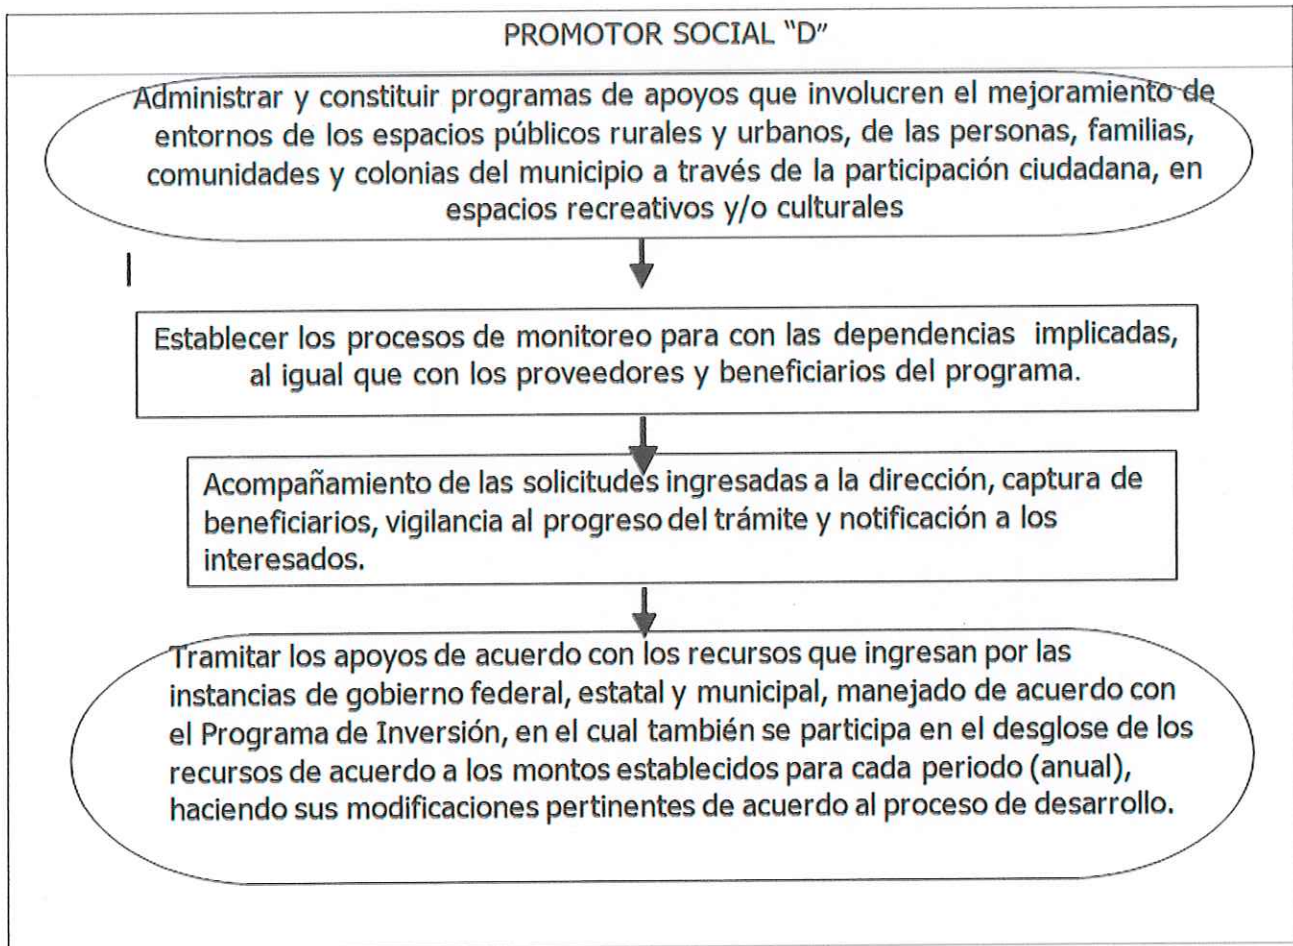 PROMOTOR SOCIAL “D”
Administrar y constituir programas de apoyos que involucren el mejoramiento de
entornos de los espacios públicos rurales y urbanos, de las personas, familias,
comunidades y colonias del municipio a través de la participación ciudadana, en
espacios recreativos y/o culturales
Establecer los procesos de monitoreo para con las dependencias implicadas,
al igual que con los proveedores y beneficiarios del programa.
Acompañamiento de las solicitudes ingresadas a la dirección, captura de
beneficiarios, vigilancia al progreso del trámite y notificación a los
interesados.
Tramitar los apoyos de acuerdo con los recursos que ingresan por las
instancias de gobierno federal, estatal y municipal, manejado de acuerdo con
el Programa de Inversión, en el cual también se participa en el desglose de los
recursos de acuerdo a los montos establecidos para cada periodo (anual),
haciendo sus modificaciones pertinentes de acuerdo al proceso de desarrollo.